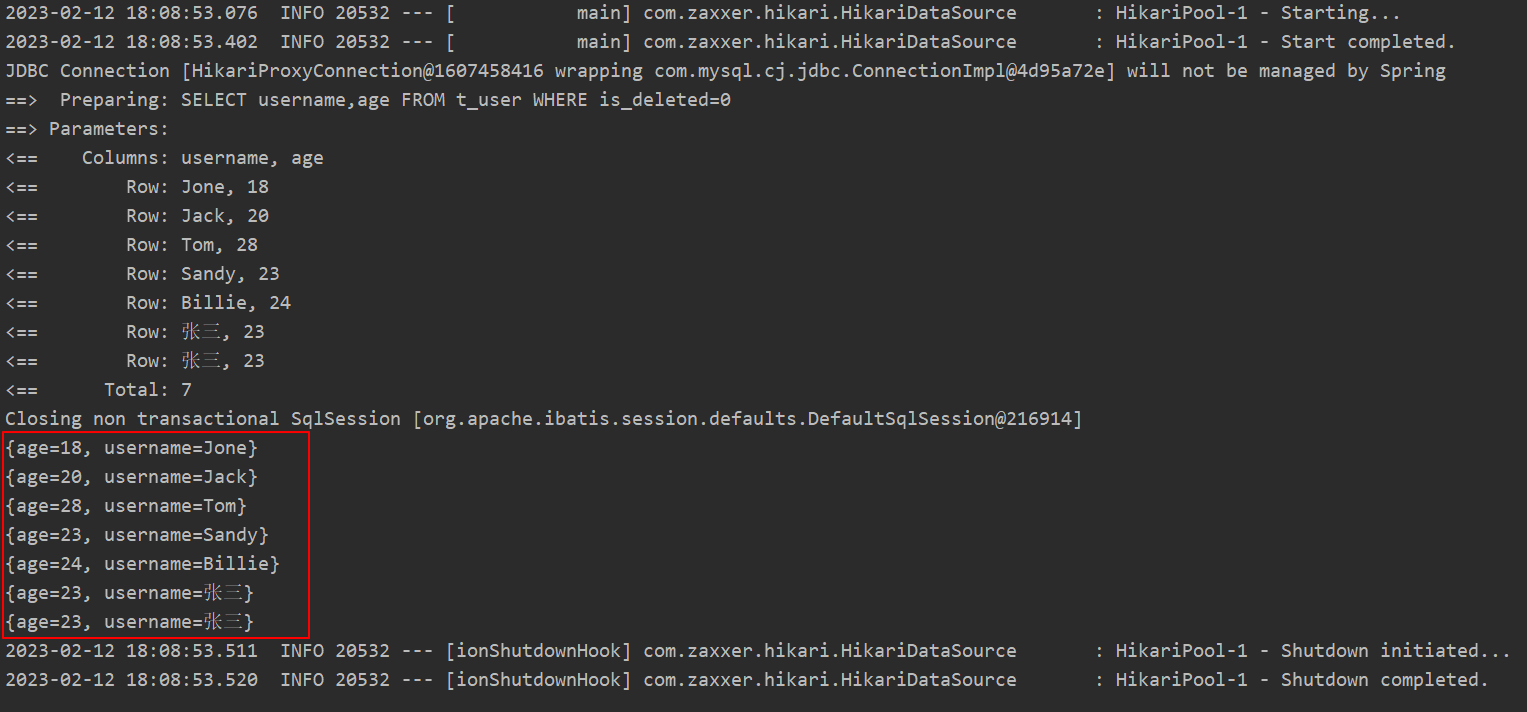 2023-02-12 18:08:53.076  INFO 20532 --- [           main] com.zaxxer.hikari.HikariDataSource       : HikariPool-1 - Starting...
2023-02-12 18:08:53.402  INFO 20532 --- [           main] com.zaxxer.hikari.HikariDataSource       : HikariPool-1 - Start completed.
JDBC Connection [HikariProxyConnection@1607458416 wrapping com.mysql.cj.jdbc.ConnectionImpl@4d95a72e] will not be managed by Spring
==>  Preparing: SELECT username,age FROM t_user WHERE is_deleted=0
==> Parameters:
<==    Columns: username, age
<==        Row: Jone, 18
<==        Row: Jack, 20
<==        Row: Tom, 28
<==        Row: Sandy, 23
<==        Row: Billie, 24
<==        Row: 张三, 23
<==        Row: 张三, 23
<==      Total: 7
Closing non transactional SqlSession [org.apache.ibatis.session.defaults.DefaultSqlSession@216914]
{age=18, username=Jone}
{age=20, username=Jack}
{age=28, username=Tom}
{age=23, username=Sandy}
{age=24, username=Billie}
{age=23, username=张三}
{age=23, username=张三}
2023-02-12 18:08:53.511  INFO 20532 --- [ionShutdownHook] com.zaxxer.hikari.HikariDataSource       : HikariPool-1 - Shutdown initiated...
2023-02-12 18:08:53.520  INFO 20532 --- [ionShutdownHook] com.zaxxer.hikari.HikariDataSource       : HikariPool-1 - Shutdown completed.